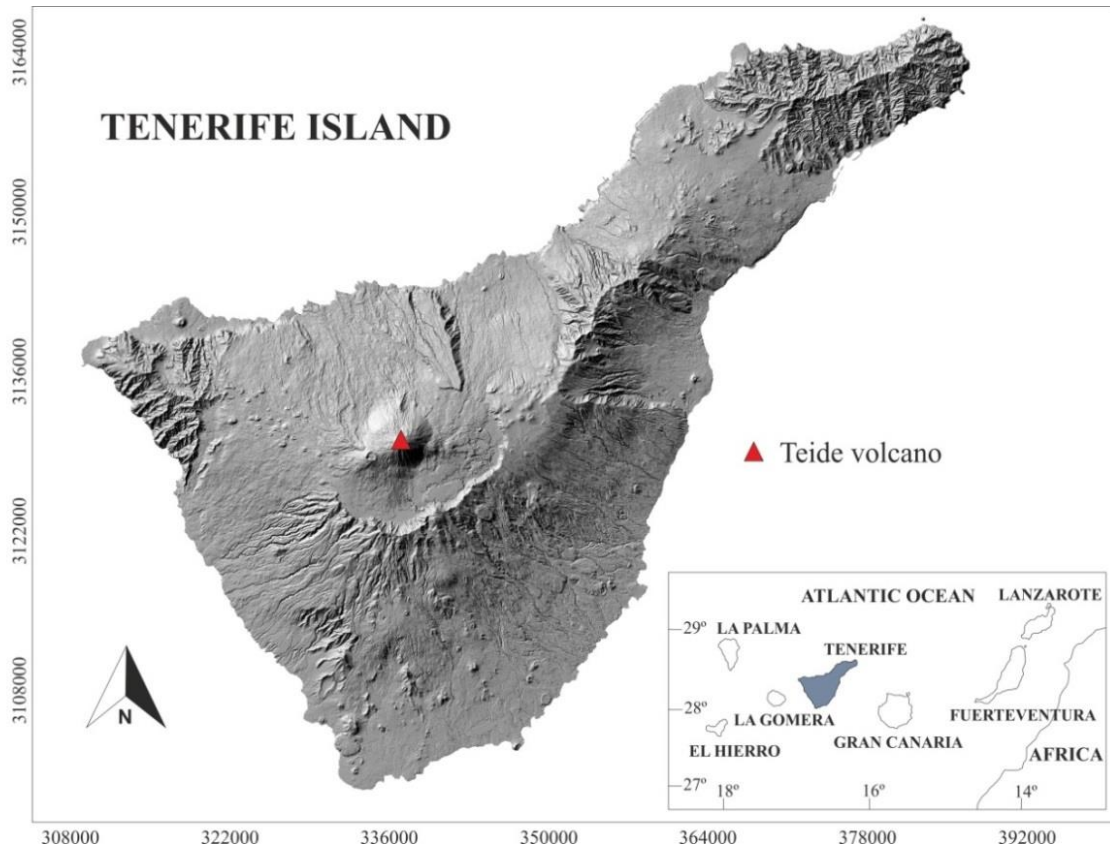 TENERIFE ISLAND
3164000
3150000
3136000
3122000
3108000
Teide volcano
N
ATLANTIC OCEAN
LANZAROTE
LA PALMA
TENERIFE
LA GOMERA
EL HIERRO
GRAN CANARIA
FUERTEVENTURA
AFRICA
29º
28º
27º
18º
16º
14º
308000
322000
336000
350000
364000
378000
392000